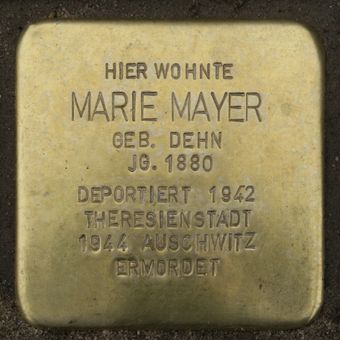 HIER WOHNTE
MARIE MAYER
GEB. DEHN
JG. 1880
DEPORTIERT 1942
THERESIENSTADT
1944 AUSCHWITZ
ERMORDET